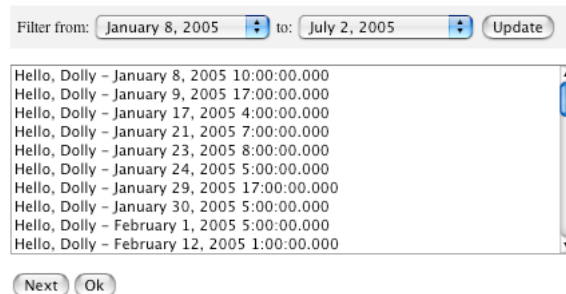 Filter from: January 8, 2005 to: July 2, 2005 Update
Hello, Dolly – January 8, 2005 10:00:00.000
Hello, Dolly – January 9, 2005 17:00:00.000
Hello, Dolly – January 17, 2005 4:00:00.000
Hello, Dolly – January 21, 2005 7:00:00.000
Hello, Dolly – January 23, 2005 8:00:00.000
Hello, Dolly – January 24, 2005 5:00:00.000
Hello, Dolly – January 29, 2005 17:00:00.000
Hello, Dolly – January 30, 2005 5:00:00.000
Hello, Dolly – February 1, 2005 5:00:00.000
Hello, Dolly – February 12, 2005 1:00:00.000
Next Ok